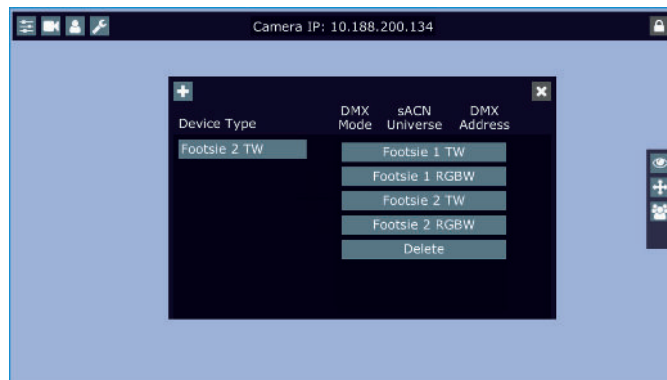 Camera IP: 10.188.200.134
Device Type
DMX Mode
sACN Universe
DMX Address
Footsie 2 TW
Footsie 1 TW
Footsie 1 RGBW
Footsie 2 TW
Footsie 2 RGBW
Delete